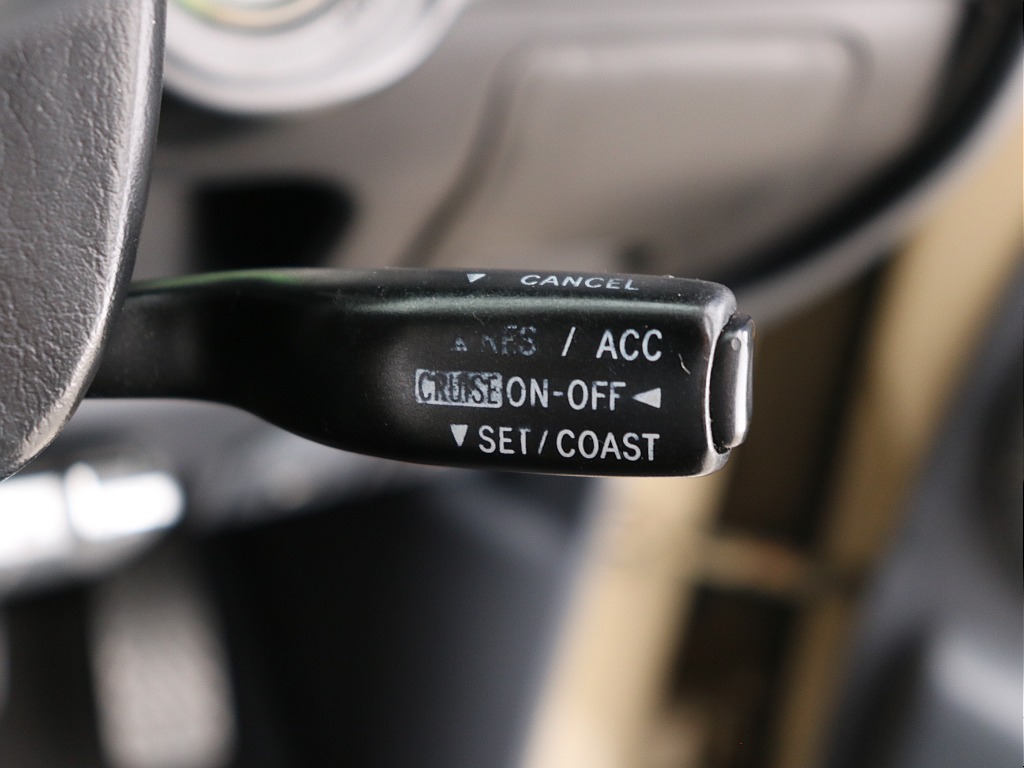 ▼ CANCEL
▲ RES / ACC
CRUISE ON-OFF ◀
▼ SET/COAST